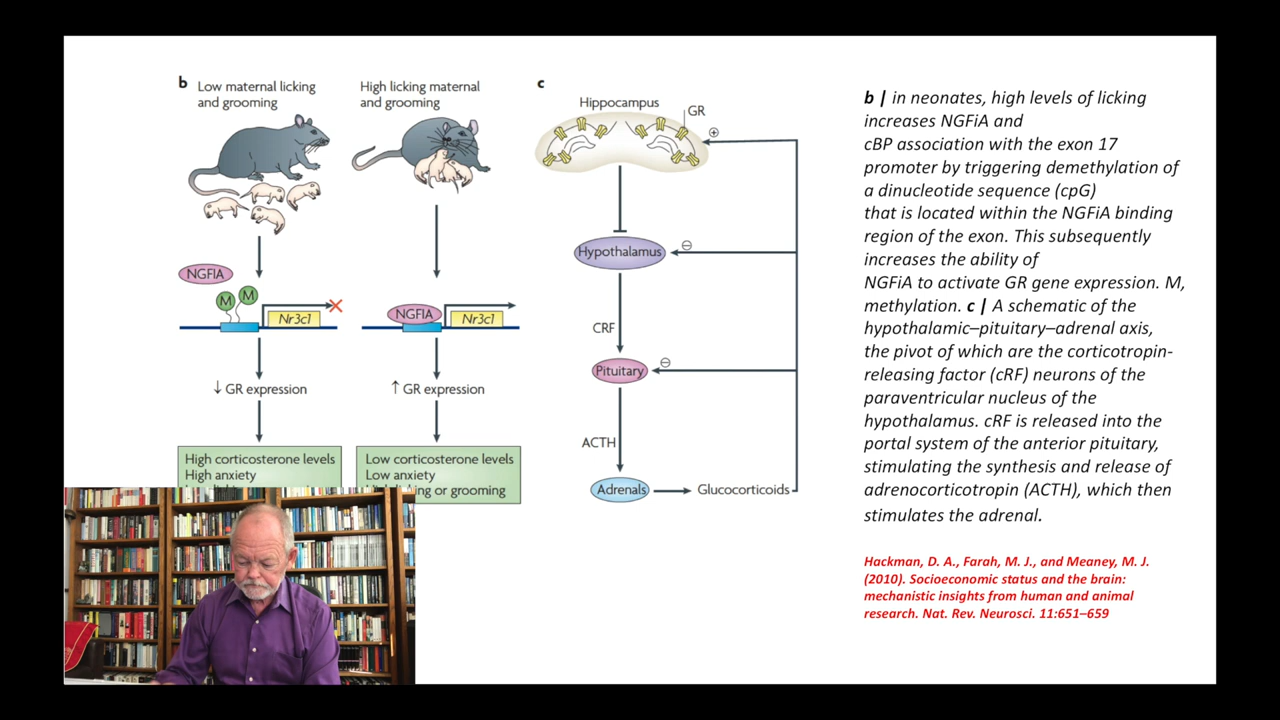 b
Low maternal licking
and grooming
High licking maternal
and grooming
NGFIA
M
M
Nr3c1
NGFIA
Nr3c1
↓ GR expression
↑ GR expression
High corticosterone levels
High anxiety
Low corticosterone levels
Low anxiety
or grooming
c
Hippocampus
GR
+
Hypothalamus
−
CRF
Pituitary
−
ACTH
Adrenals
Glucocorticoids
b | in neonates, high levels of licking
increases NGFiA and
cBP association with the exon 17
promoter by triggering demethylation of
a dinucleotide sequence (cpG)
that is located within the NGFiA binding
region of the exon. This subsequently
increases the ability of
NGFiA to activate GR gene expression. M,
methylation. c | A schematic of the
hypothalamic–pituitary–adrenal axis,
the pivot of which are the corticotropin-
releasing factor (cRF) neurons of the
paraventricular nucleus of the
hypothalamus. cRF is released into the
portal system of the anterior pituitary,
stimulating the synthesis and release of
adrenocorticotropin (ACTH), which then
stimulates the adrenal.
Hackman, D. A., Farah, M. J., and Meaney, M. J.
(2010). Socioeconomic status and the brain:
mechanistic insights from human and animal
research. Nat. Rev. Neurosci. 11:651–659